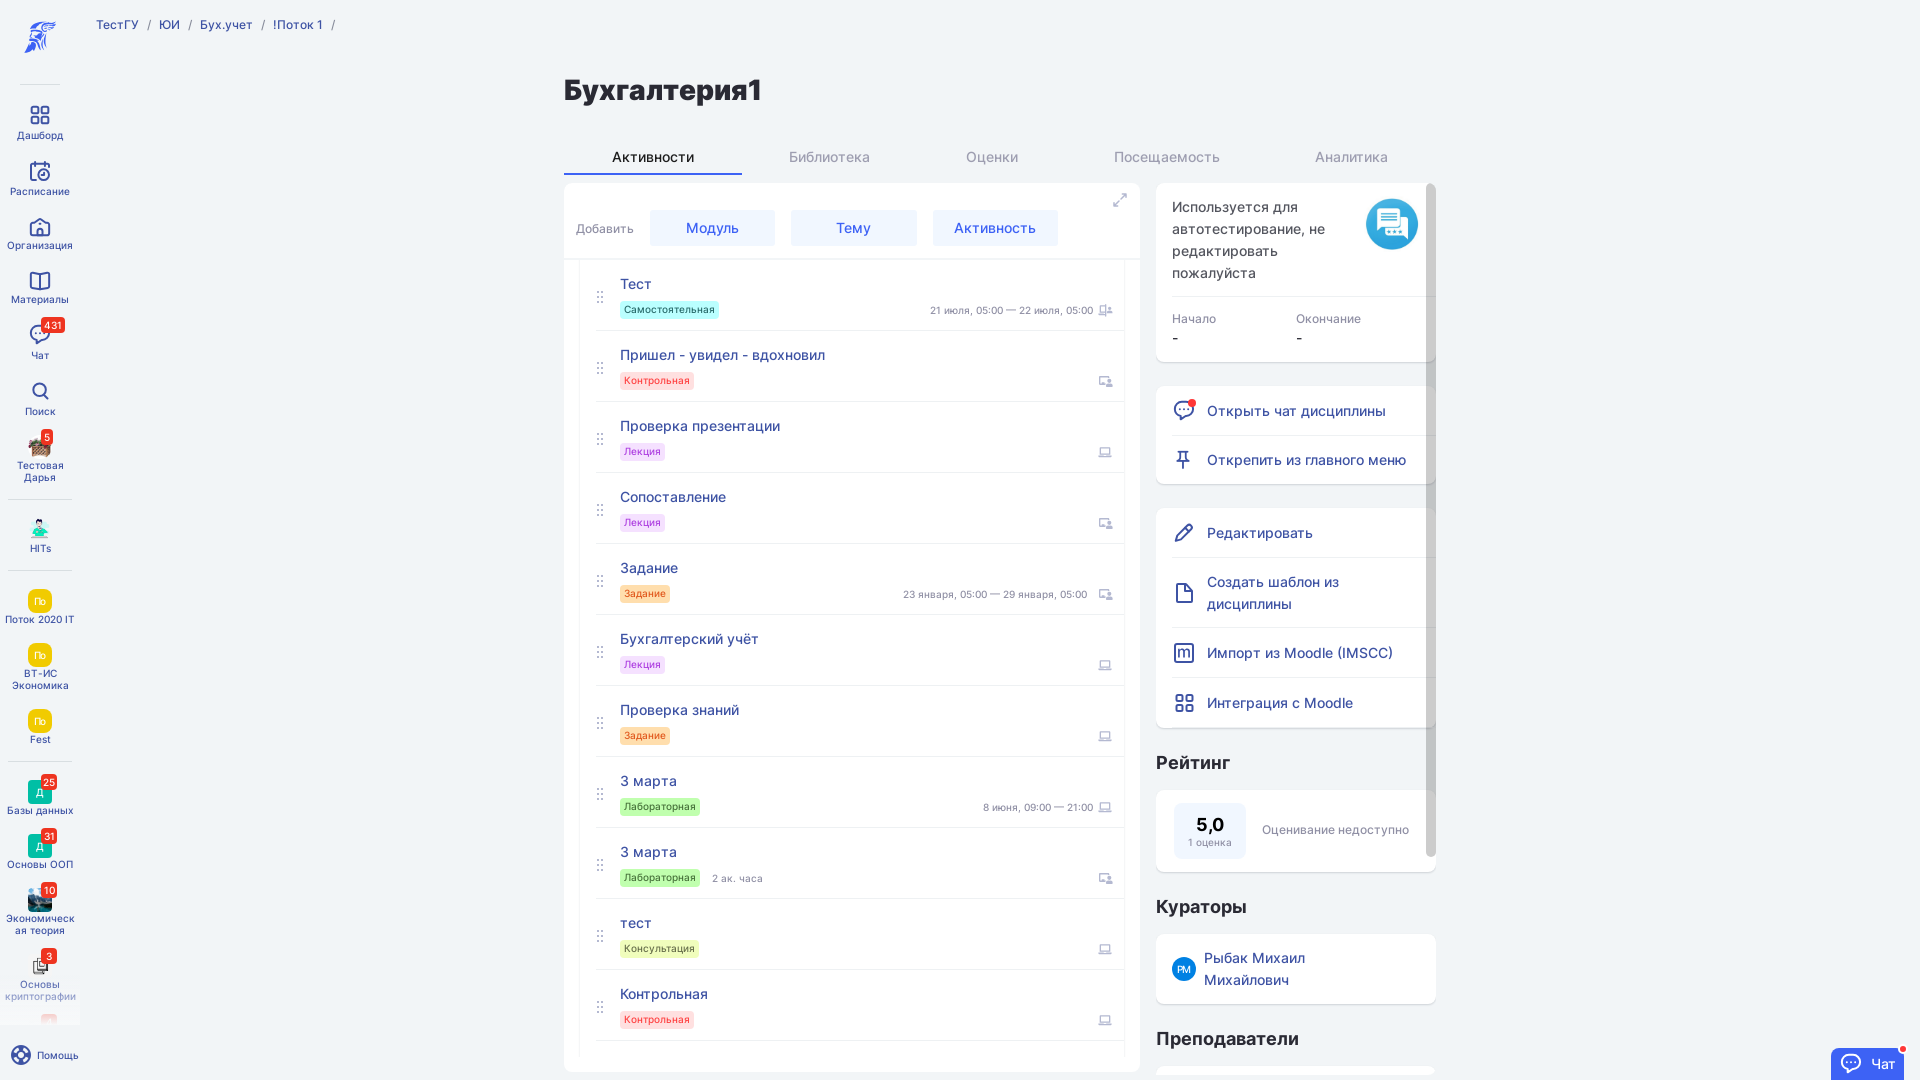 ТестГУ / ЮИ / Бух.учет / !Поток 1 /
Дашборд
Расписание
Организация
Материалы
431
Чат
Поиск
5
Тестовая
Дарья
HITs
По
Поток 2020 IT
По
ВТ-ИС
Экономика
По
Fest
25
Д
Базы данных
31
Д
Основы ООП
10
Экономическ
ая теория
3
Основы
криптографии
Помощь
Бухгалтерия1
Активности Библиотека Оценки Посещаемость Аналитика
Добавить Модуль Тему Активность
Тест
Самостоятельная 21 июля, 05:00 — 22 июля, 05:00
Пришел - увидел - вдохновил
Контрольная
Проверка презентации
Лекция
Сопоставление
Лекция
Задание
Задание 23 января, 05:00 — 29 января, 05:00
Бухгалтерский учёт
Лекция
Проверка знаний
Задание
3 марта
Лабораторная 8 июня, 09:00 — 21:00
3 марта
Лабораторная 2 ак. часа
тест
Консультация
Контрольная
Контрольная
Используется для
автотестирование, не
редактировать
пожалуйста
Начало Окончание
- -
Открыть чат дисциплины
Открепить из главного меню
Редактировать
Создать шаблон из
дисциплины
Импорт из Moodle (IMSCC)
Интеграция с Moodle
Рейтинг
5,0
1 оценка
Оценивание недоступно
Кураторы
РМ
Рыбак Михаил
Михайлович
Преподаватели
Чат